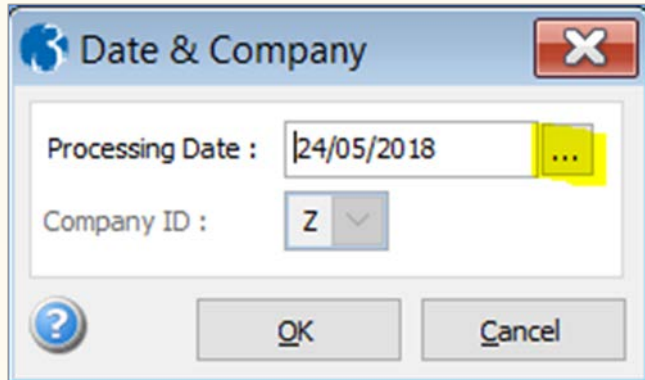 Date & Company
Processing Date : 24/05/2018 ...
Company ID : Z
? OK Cancel